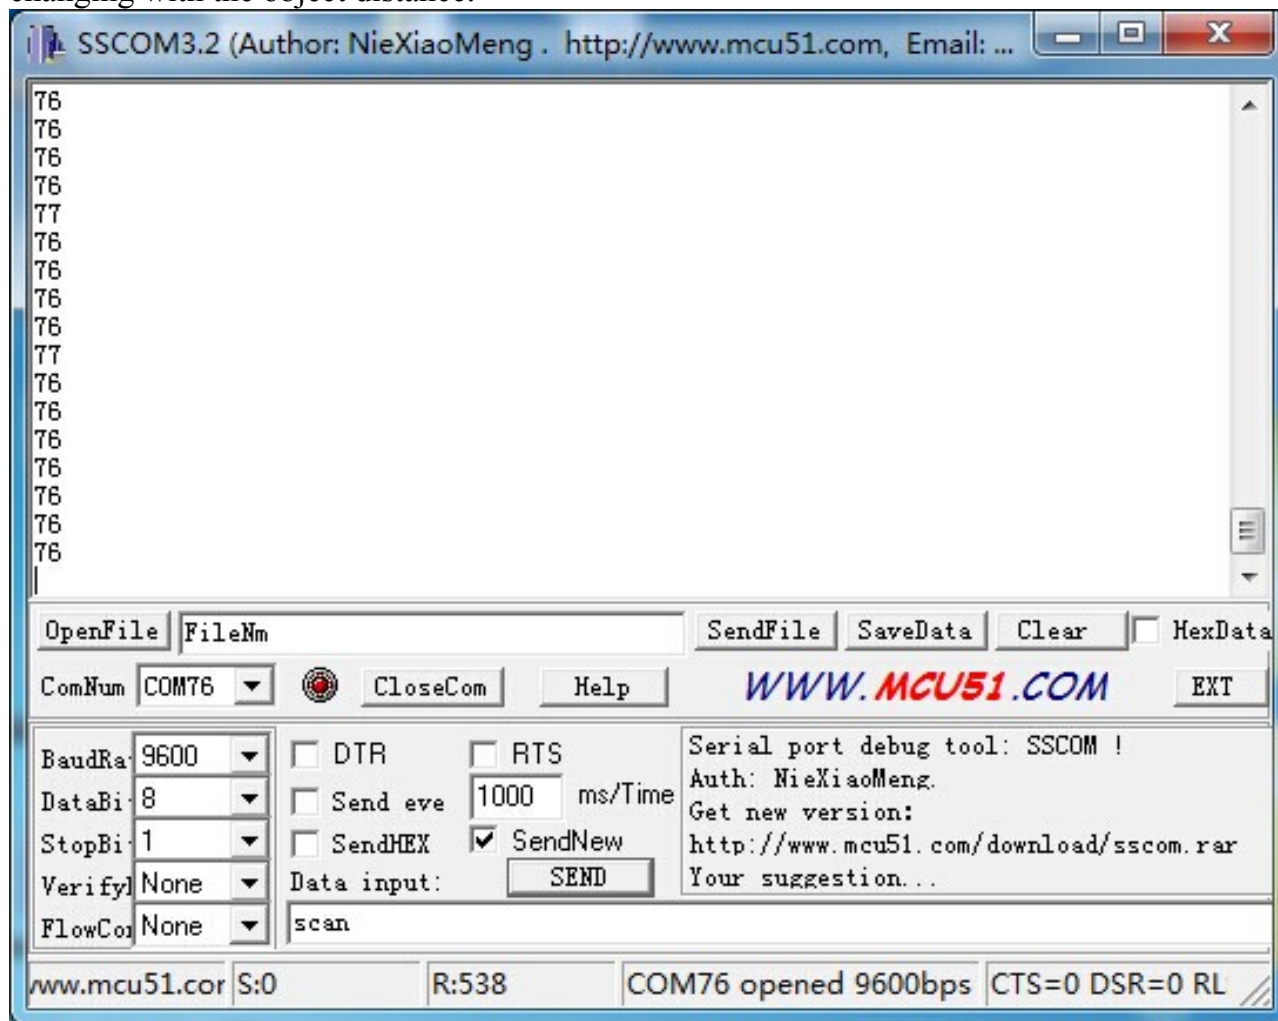 changing with the object distance.
SSCOM3.2 (Author: NieXiaoMeng .  http://www.mcu51.com,  Email: ...
76
76
76
76
77
76
76
76
76
77
76
76
76
76
76
76
76
OpenFile FileNm SendFile SaveData Clear HexData
ComNum COM76 CloseCom Help WWW.MCU51.COM EXT
BaudRa 9600 DTR RTS
DataBi 8 Send eve 1000 ms/Time
StopBi 1 SendHEX SendNew
Verify None Data input: SEND
FlowCo None scan
Serial port debug tool: SSCOM !
Auth: NieXiaoMeng.
Get new version:
http://www.mcu51.com/download/sscom.rar
Your suggestion...
www.mcu51.cor S:0 R:538 COM76 opened 9600bps CTS=0 DSR=0 RL